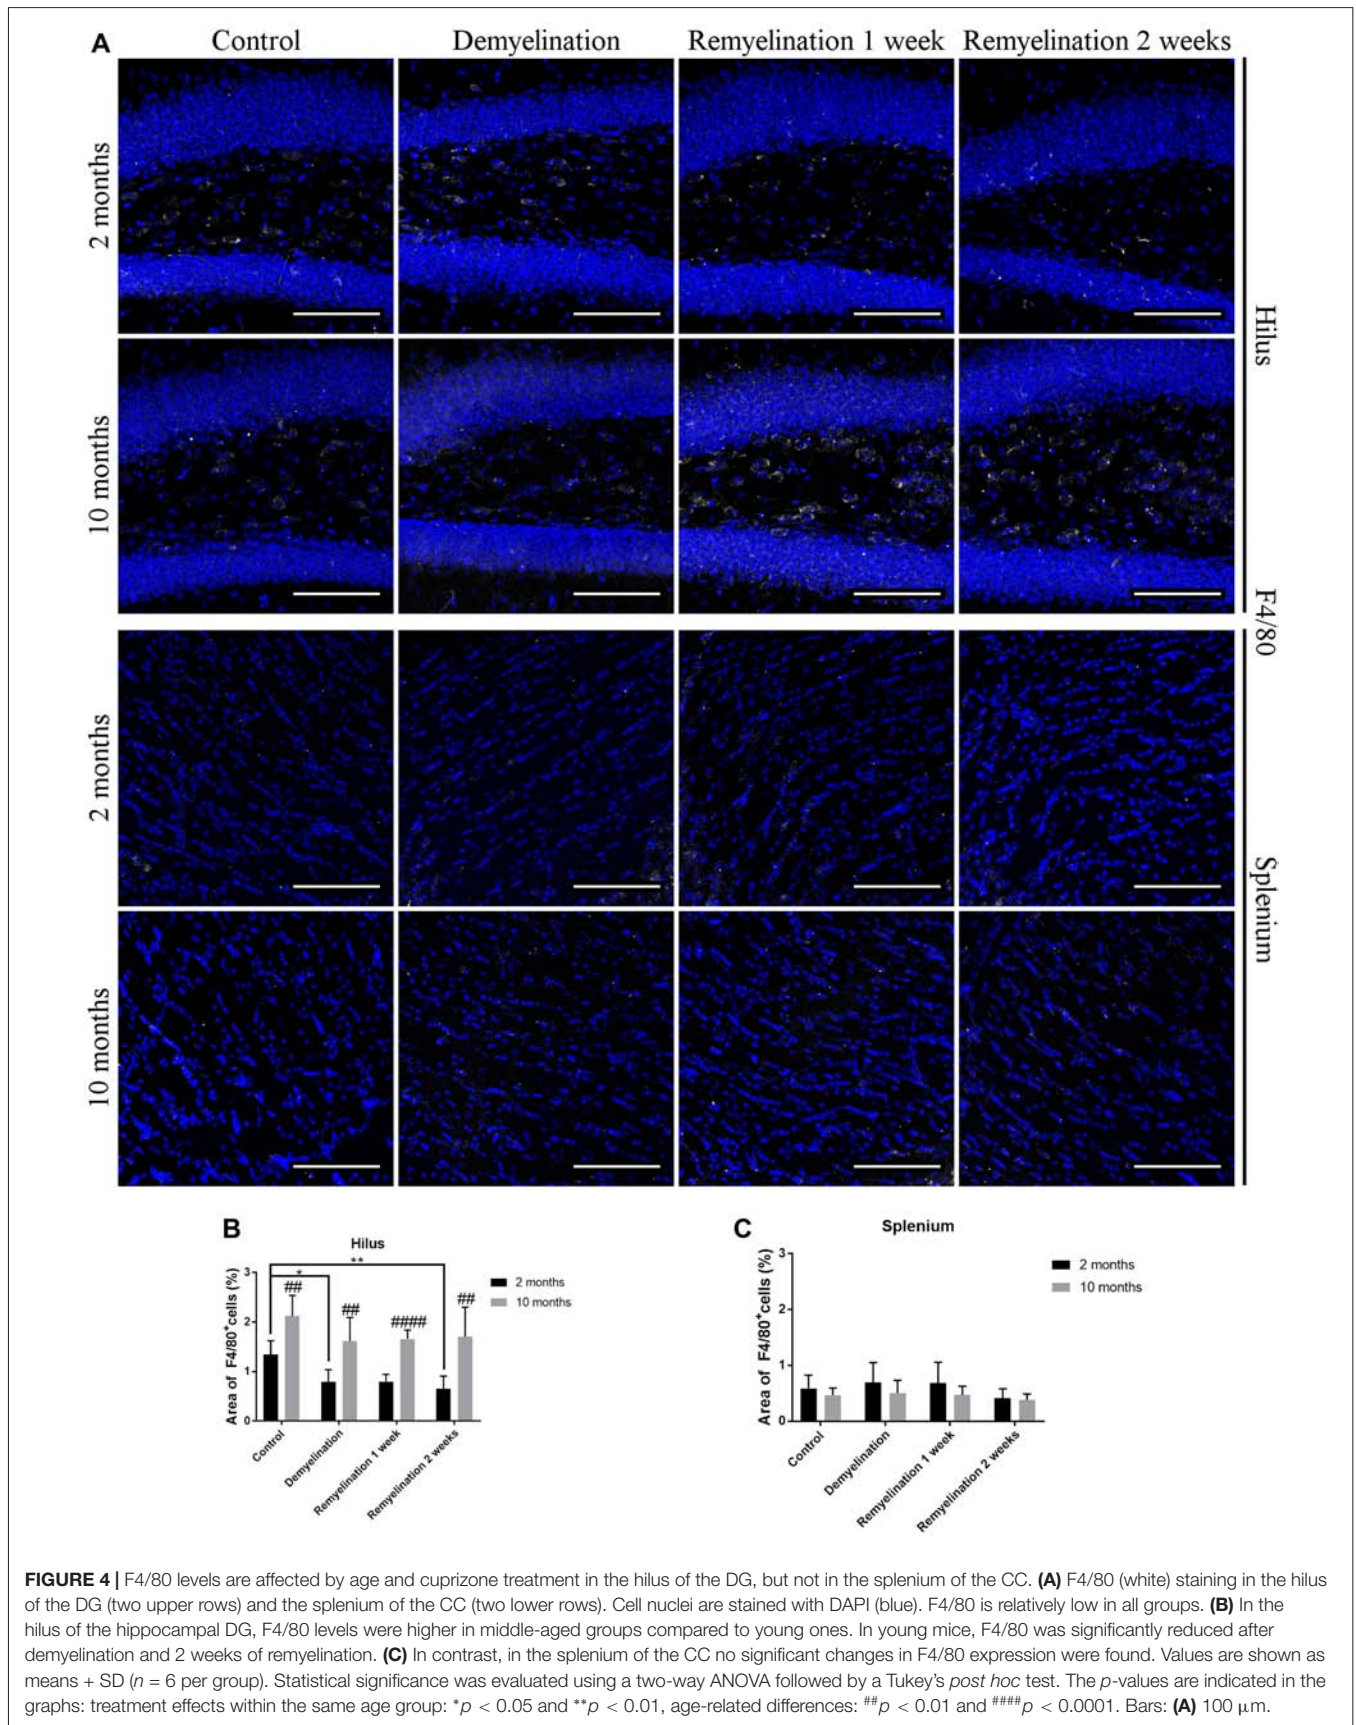 A
Control Demyelination Remyelination 1 week Remyelination 2 weeks
2 months
10 months
Hilus
F4/80
2 months
10 months
Splenium
B
Hilus
**
*
##
##
####
##
Area of F4/80+cells (%)
3
2
1
0
Control
Demyelination
Remyelination 1 week
Remyelination 2 weeks
2 months
10 months
C
Splenium
Area of F4/80+cells (%)
3
2
1
0
Control
Demyelination
Remyelination 1 week
Remyelination 2 weeks
2 months
10 months
FIGURE 4 | F4/80 levels are affected by age and cuprizone treatment in the hilus of the DG, but not in the splenium of the CC. (A) F4/80 (white) staining in the hilus
of the DG (two upper rows) and the splenium of the CC (two lower rows). Cell nuclei are stained with DAPI (blue). F4/80 is relatively low in all groups. (B) In the
hilus of the hippocampal DG, F4/80 levels were higher in middle-aged groups compared to young ones. In young mice, F4/80 was significantly reduced after
demyelination and 2 weeks of remyelination. (C) In contrast, in the splenium of the CC no significant changes in F4/80 expression were found. Values are shown as
means + SD (n = 6 per group). Statistical significance was evaluated using a two-way ANOVA followed by a Tukey's post hoc test. The p-values are indicated in the
graphs: treatment effects within the same age group: *p < 0.05 and **p < 0.01, age-related differences: ##p < 0.01 and ####p < 0.0001. Bars: (A) 100 μm.